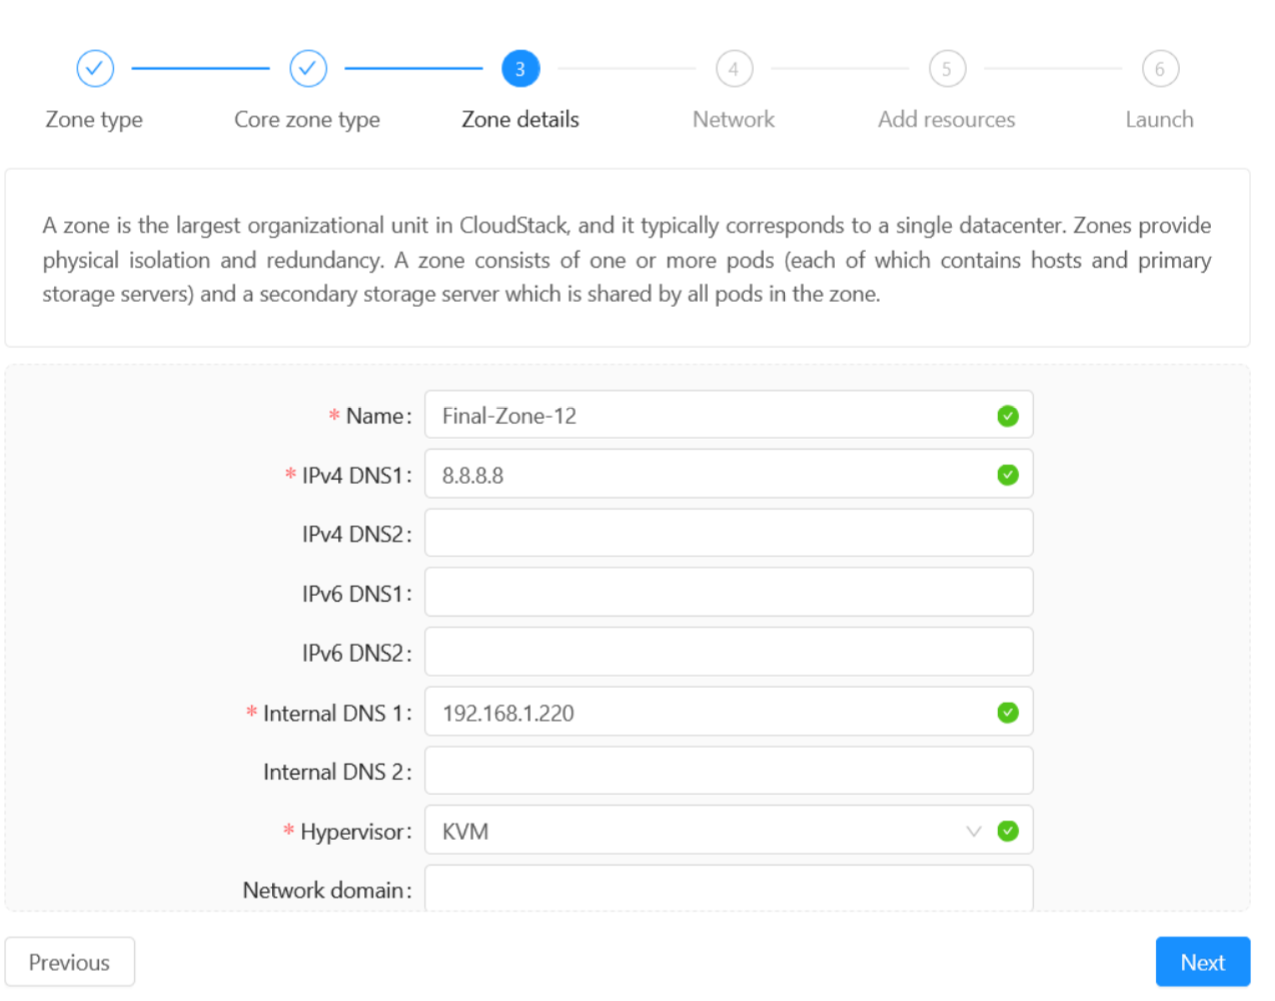 3
4
5
6
Zone type
Core zone type
Zone details
Network
Add resources
Launch
A zone is the largest organizational unit in CloudStack, and it typically corresponds to a single datacenter. Zones provide
physical isolation and redundancy. A zone consists of one or more pods (each of which contains hosts and primary
storage servers) and a secondary storage server which is shared by all pods in the zone.
* Name: Final-Zone-12
* IPv4 DNS1: 8.8.8.8
IPv4 DNS2:
IPv6 DNS1:
IPv6 DNS2:
* Internal DNS 1: 192.168.1.220
Internal DNS 2:
* Hypervisor: KVM
Network domain:
Previous
Next